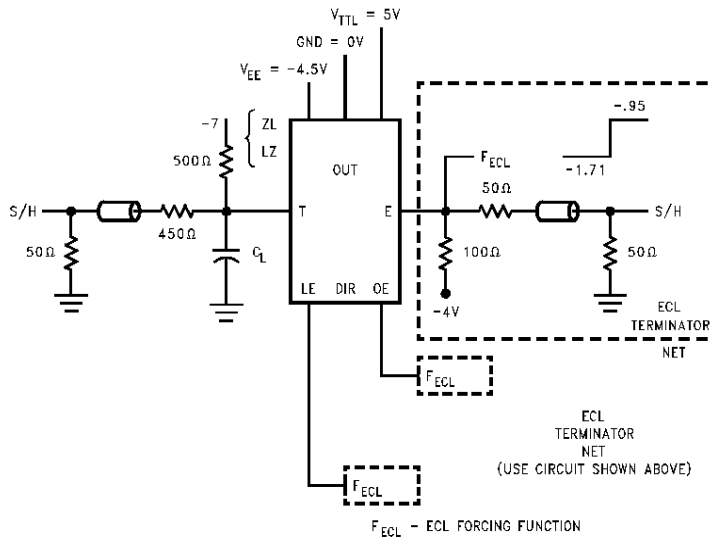 V_TTL = 5V
GND = 0V
V_EE = -4.5V
-7
ZL
LZ
500Ω
OUT
F_ECL
-.95
-1.71
S/H
450Ω
T
E
50Ω
S/H
50Ω
C_L
100Ω
50Ω
LE DIR OE
-4V
ECL
TERMINATOR
NET
F_ECL
ECL
TERMINATOR
NET
(USE CIRCUIT SHOWN ABOVE)
F_ECL
F_ECL - ECL FORCING FUNCTION